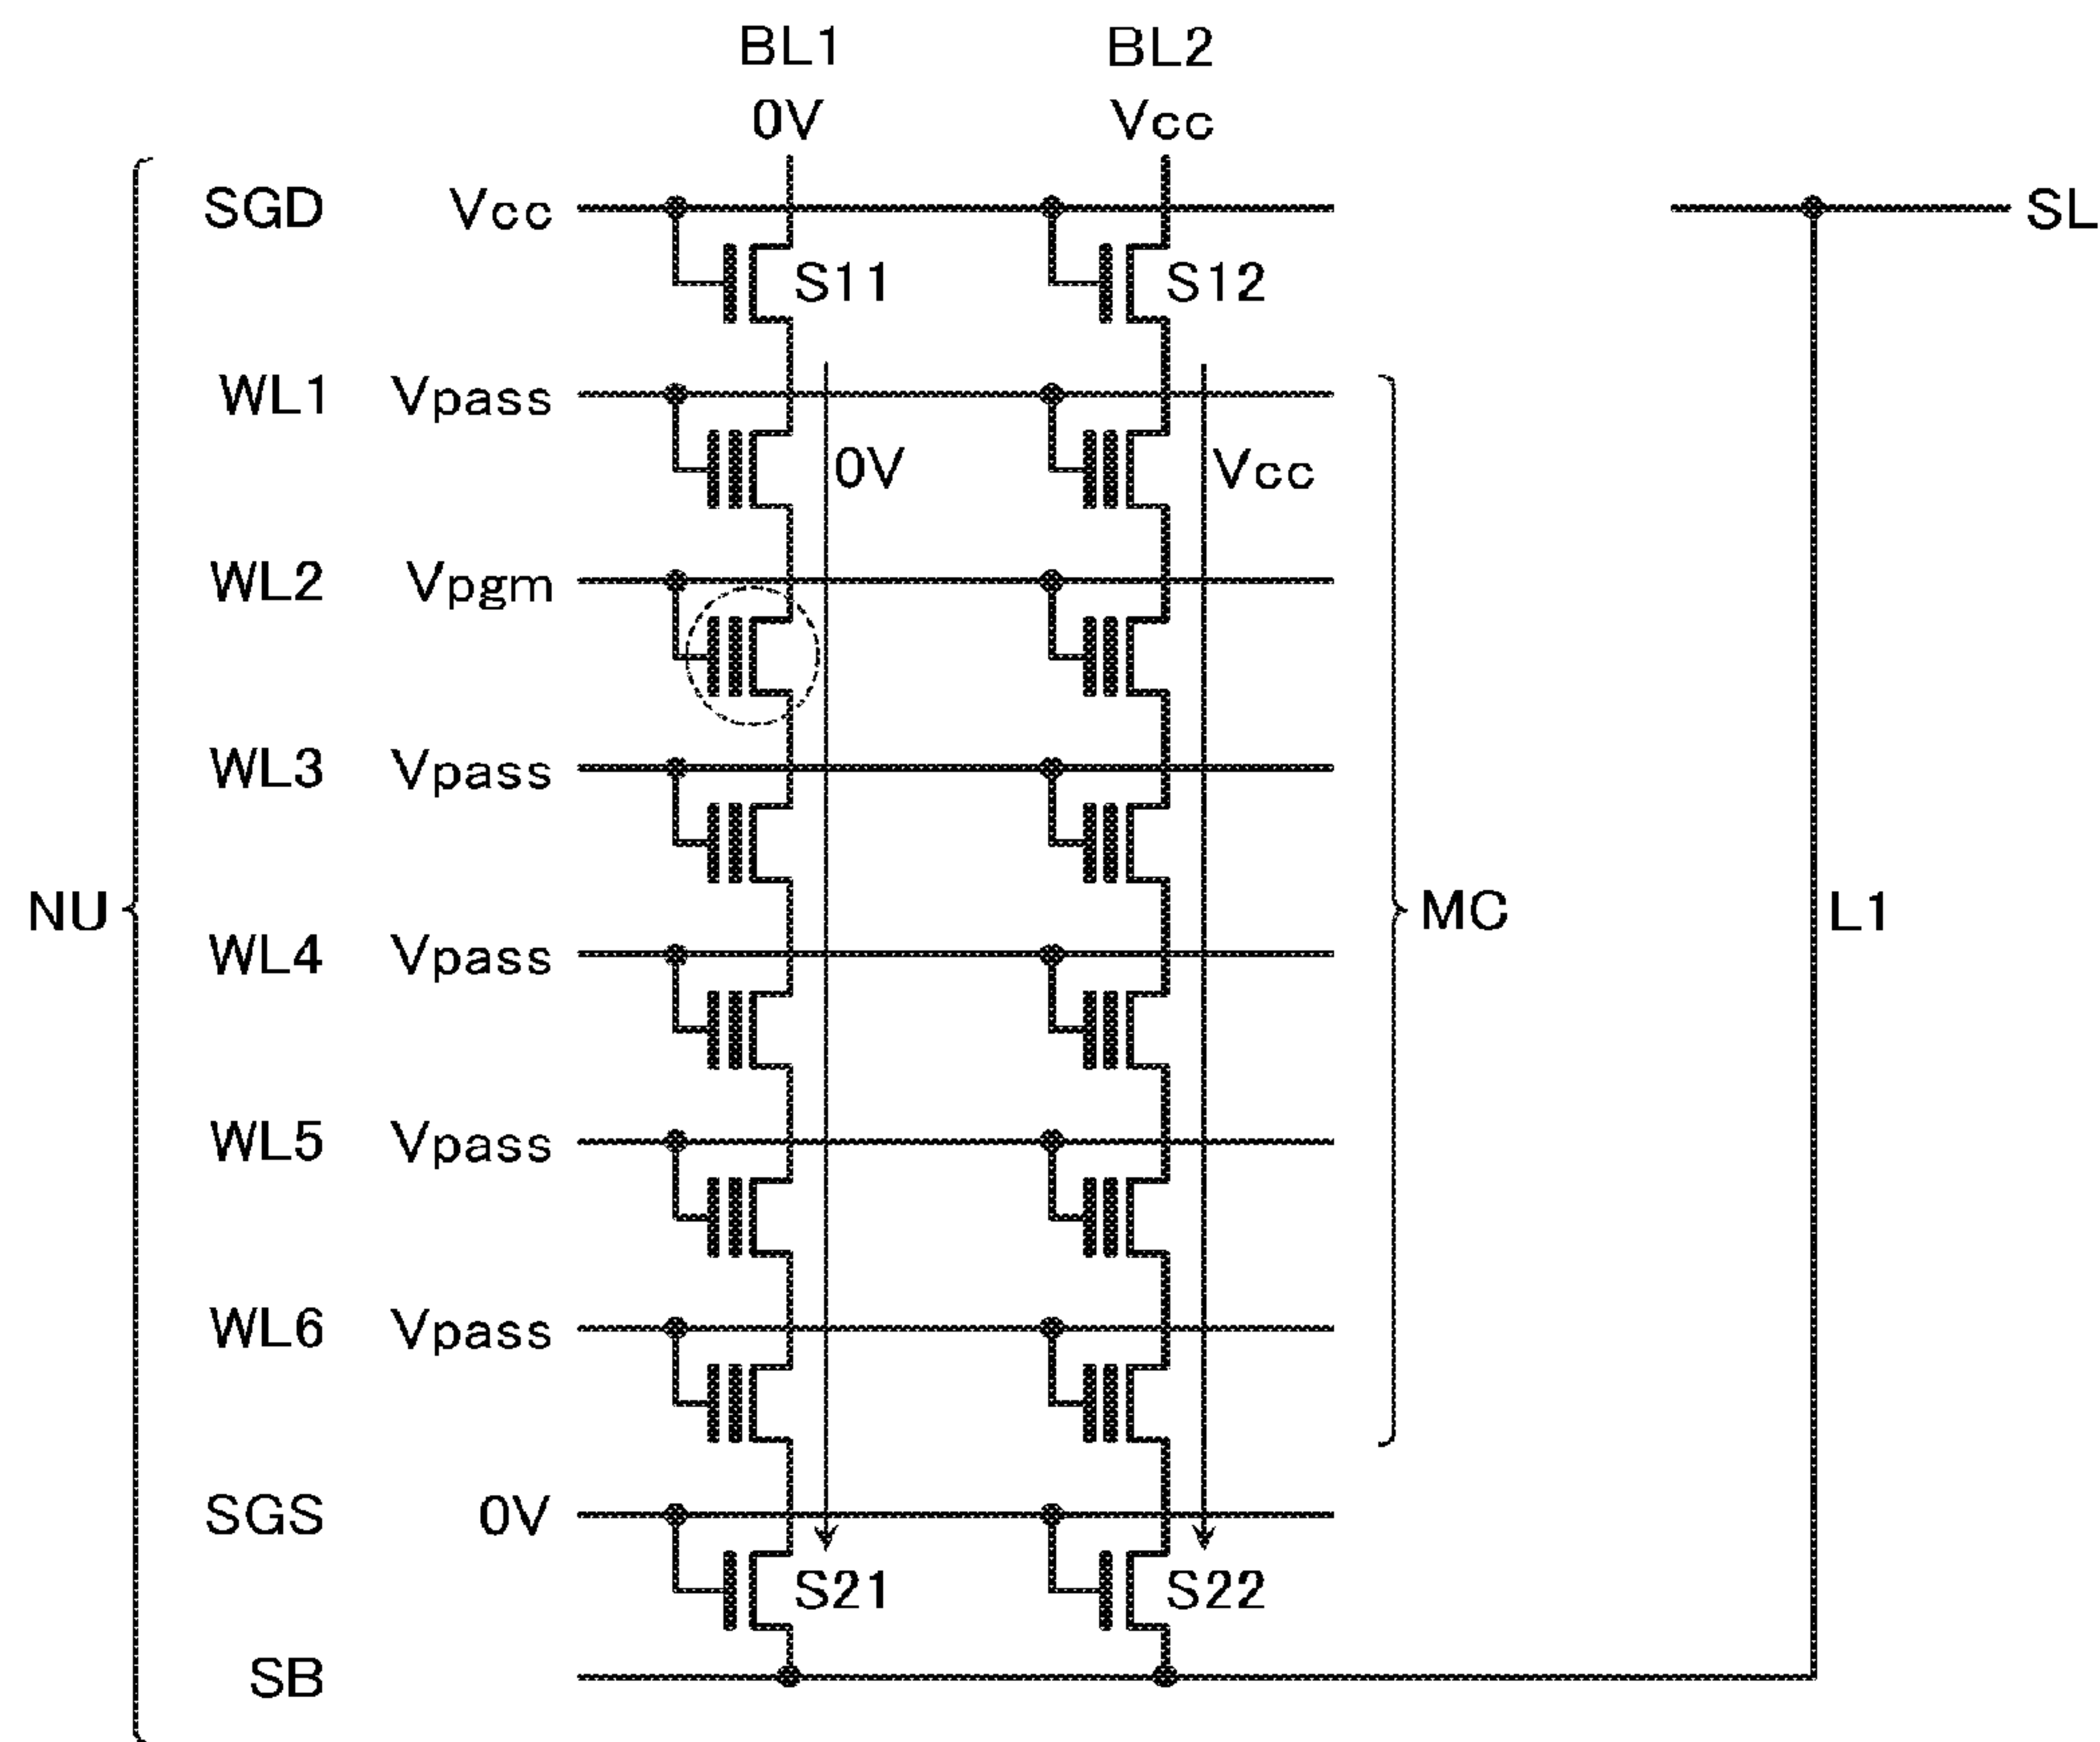 BL1 BL2
0V Vcc
SGD Vcc SL
S11 S12
WL1 Vpass
0V Vcc
WL2 Vpgm
WL3 Vpass
NU MC L1
WL4 Vpass
WL5 Vpass
WL6 Vpass
SGS 0V
S21 S22
SB